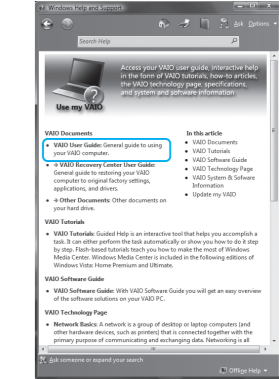 Windows Help and Support
Ask Options
Search Help
Access your VAIO user guide, interactive help
in the form of VAIO tutorials, how-to articles,
the VAIO technology page, specifications,
and system and software information
Use my VAIO
VAIO Documents
VAIO User Guide: General guide to using
your VAIO computer.
VAIO Recovery Center User Guide:
General guide to restoring your VAIO
computer to original factory settings,
applications, and drivers.
Other Documents: Other documents on
your hard drive.
In this article
VAIO Documents
VAIO Tutorials
VAIO Software Guide
VAIO Technology Page
VAIO System & Sofware
Information
Update my VAIO
VAIO Tutorials
VAIO Tutorials: Guided Help is an interactive tool that helps you accomplish a
task. It can either perform the task automatically or show you how to do it step
by step. Flash-based tutorials teach you how to make the most of Windows
Media Center. Windows Media Center is included in the following editions of
Windows Vista: Home Premium and Ultimate.
VAIO Software Guide
VAIO Software Guide: With VAIO Software Guide you will get an easy overview
of the software solutions on your VAIO PC.
VAIO Technology Page
Network Basics: A network is a group of desktop or laptop computers (and
other hardware devices, such as printers) that is connected together with the
primary purpose of communicating and exchanging data. Networking is all
Ask someone or expand your search
Offline Help